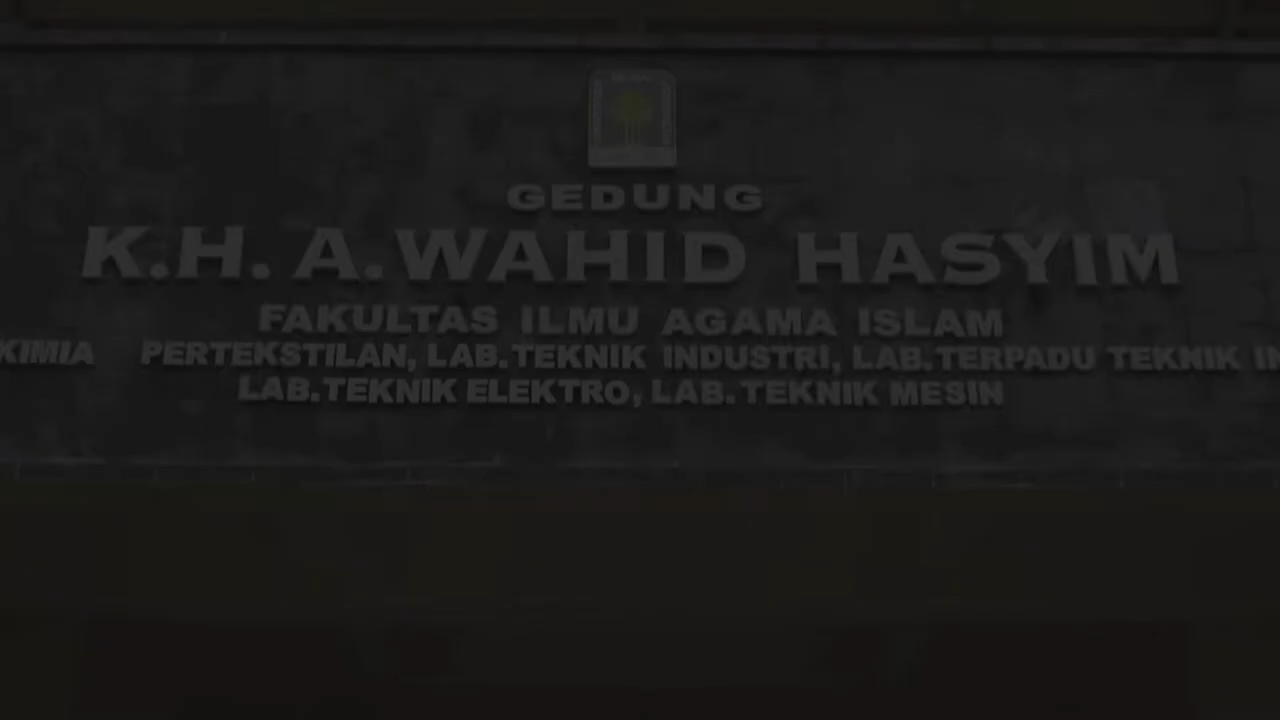 GEDUNG
K.H. A.WAHID HASYIM
FAKULTAS ILMU AGAMA ISLAM
KIMIA PERTEKSTILAN, LAB.TEKNIK INDUSTRI, LAB.TERPADU TEKNIK
LAB.TEKNIK ELEKTRO, LAB.TEKNIK MESIN